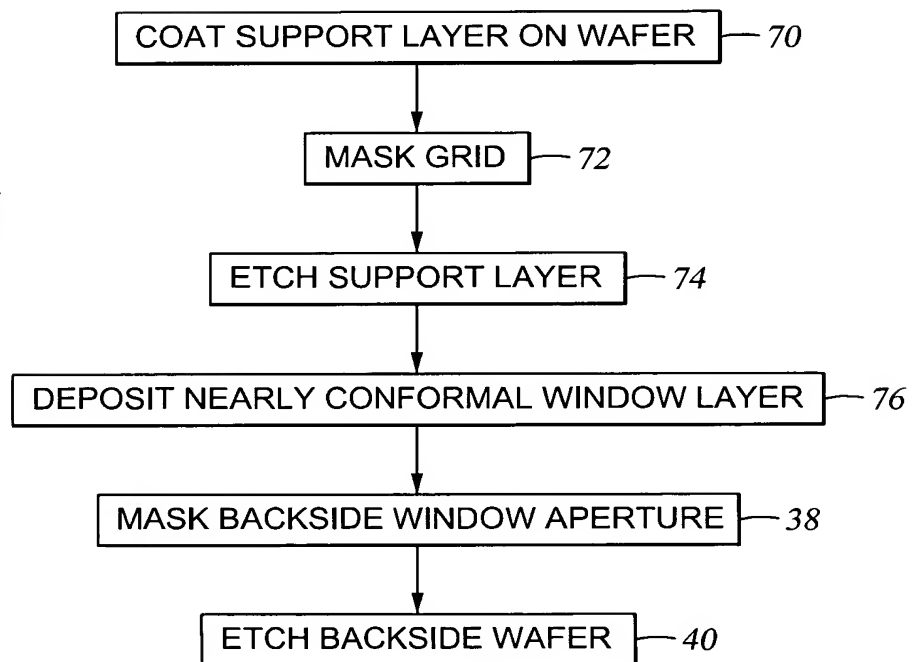 COAT SUPPORT LAYER ON WAFER 70
MASK GRID 72
ETCH SUPPORT LAYER 74
DEPOSIT NEARLY CONFORMAL WINDOW LAYER 76
MASK BACKSIDE WINDOW APERTURE 38
ETCH BACKSIDE WAFER 40